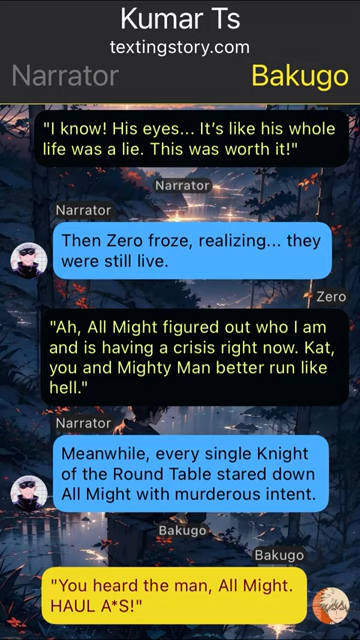 Kumar Ts
textingstory.com
Narrator Bakugo
"I know! His eyes... It's like his whole
life was a lie. This was worth it!"
Narrator
Narrator
Then Zero froze, realizing... they
were still live.
Zero
"Ah, All Might figured out who I am
and is having a crisis right now. Kat,
you and Mighty Man better run like
hell."
Narrator
Meanwhile, every single Knight
of the Round Table stared down
All Might with murderous intent.
Bakugo
Bakugo
"You heard the man, All Might.
HAUL A*S!"